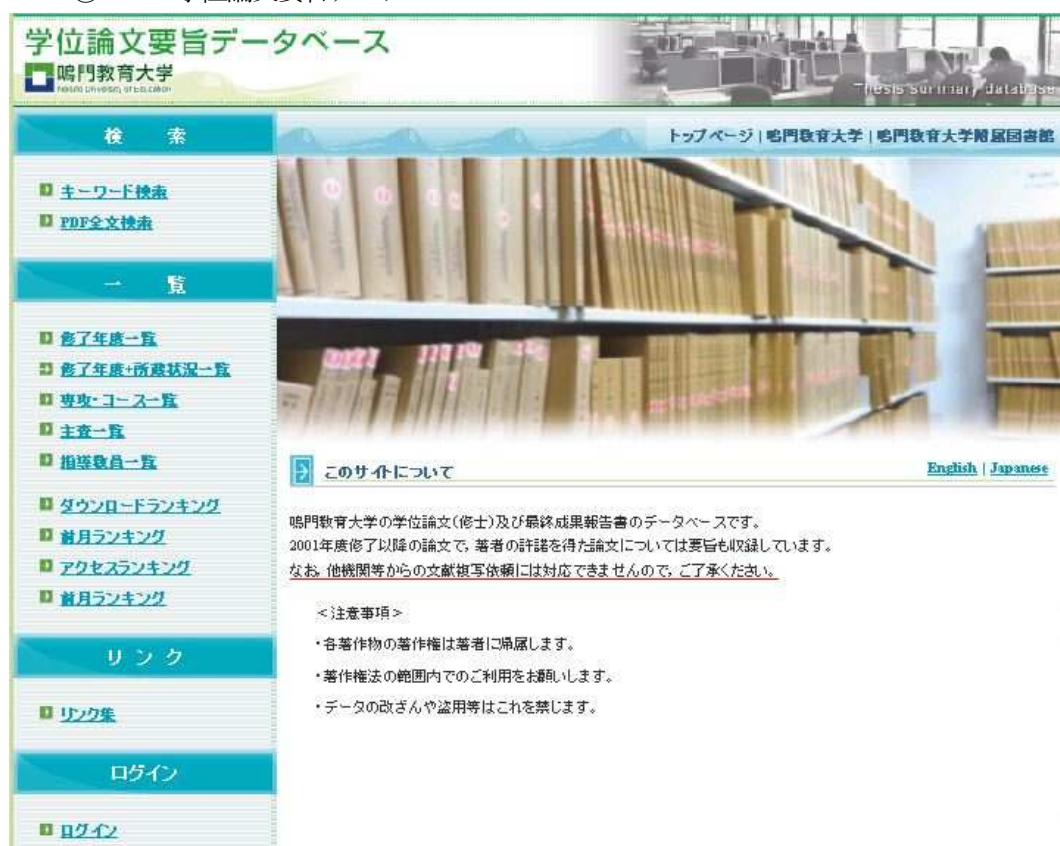 学位論文要旨データベース
鳴門教育大学
Thesis summary database
検 索
トップページ|鳴門教育大学|鳴門教育大学附属図書館
キーワード検索
PDF全文検索
一 覧
修了年度一覧
修了年度+所蔵状況一覧
専攻・コース一覧
主査一覧
指導教員一覧
ダウンロードランキング
前月ランキング
アクセスランキング
前月ランキング
このサイトについて
English | Japanese
鳴門教育大学の学位論文(修士)及び最終成果報告書のデータベースです。
2001年度修了以降の論文で、著者の許諾を得た論文については要旨も収録しています。
なお、他機関等からの文献複写依頼には対応できませんので、ご了承ください。
<注意事項>
・各著作物の著作権は著者に帰属します。
・著作権法の範囲内でのご利用をお願いします。
・データの改ざんや盗用等はこれを禁じます。
リンク
リンク集
ログイン
ログイン